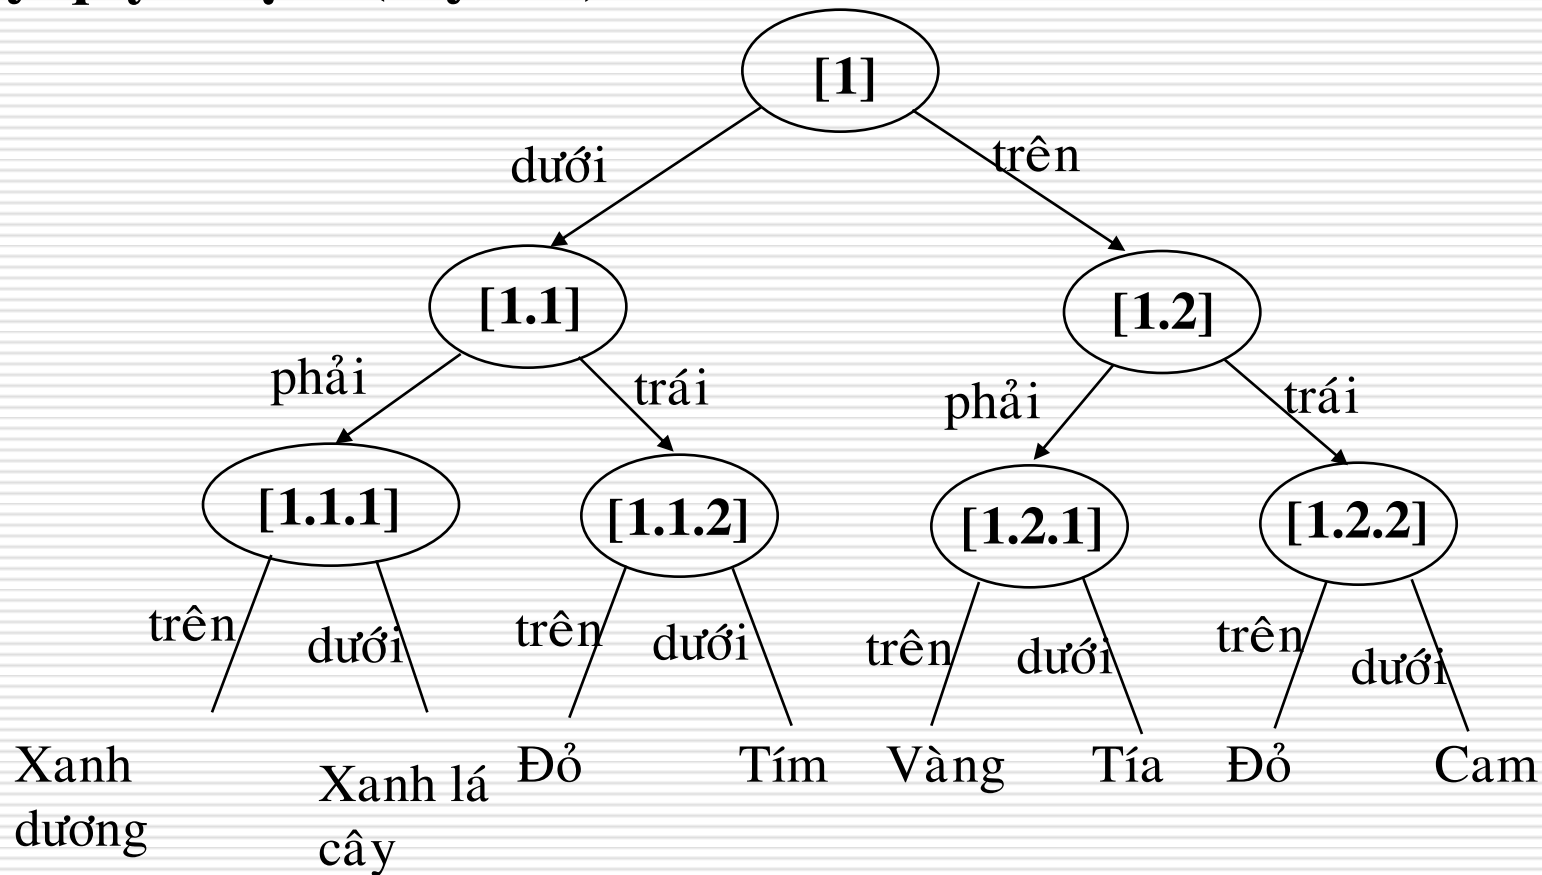 [1]
dưới
trên
[1.1]
[1.2]
phải
trái
phải
trái
[1.1.1]
[1.1.2]
[1.2.1]
[1.2.2]
trên
dưới
trên
dưới
trên
dưới
trên
dưới
Xanh
dương
Xanh lá
cây
Đỏ
Tím
Vàng
Tía
Đỏ
Cam